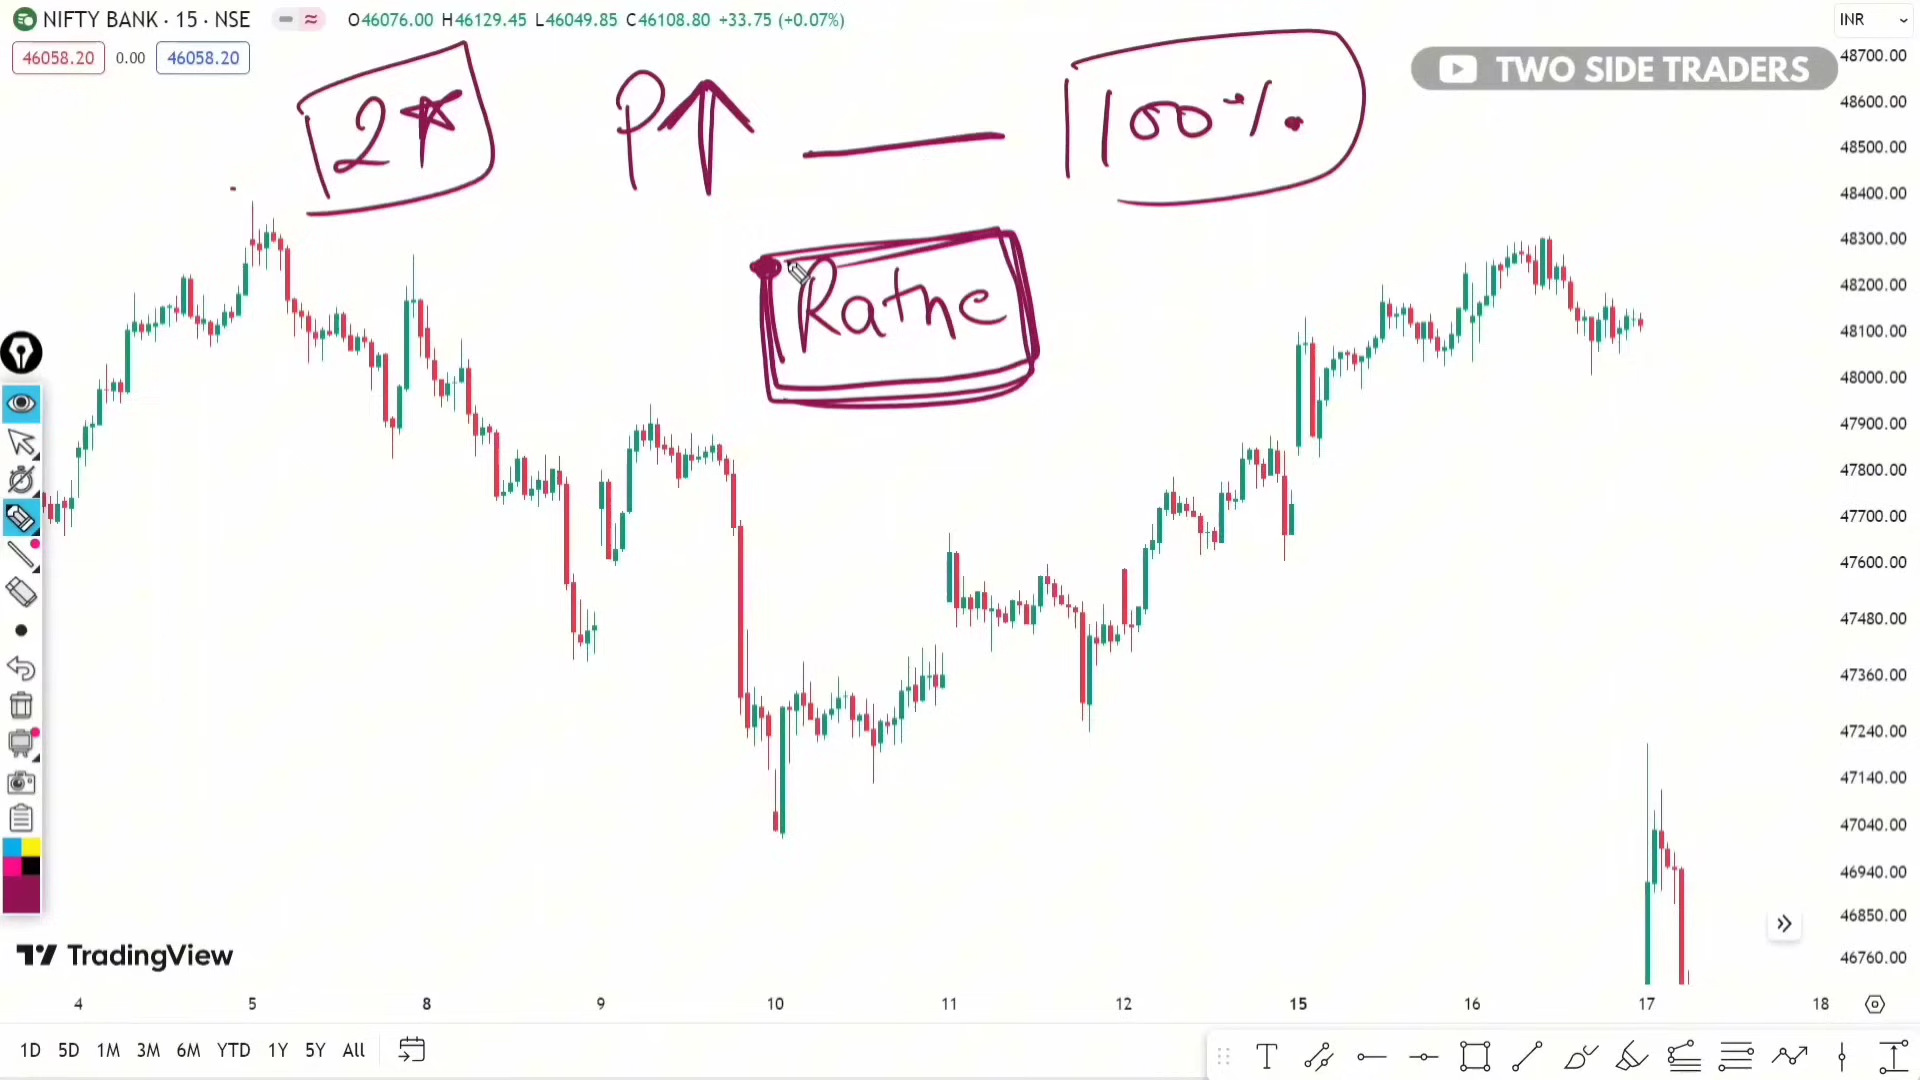 NIFTY BANK · 15 · NSE O46076.00 H46129.45 L46049.85 C46108.80 +33.75 (+0.07%)
INR
46058.20 0.00 46058.20
TWO SIDE TRADERS
2
P
100%.
Rathe
48700.00
48600.00
48500.00
48400.00
48300.00
48200.00
48100.00
48000.00
47900.00
47800.00
47700.00
47600.00
47480.00
47360.00
47240.00
47140.00
47040.00
46940.00
46850.00
46760.00
TradingView
4 5 8 9 10 11 12 15 16 17 18
1D 5D 1M 3M 6M YTD 1Y 5Y All